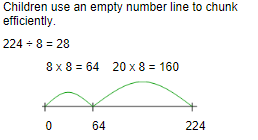 Children use an empty number line to chunk
efficiently.
224 ÷ 8 = 28
8 x 8 = 64 20 x 8 = 160
0 64 224